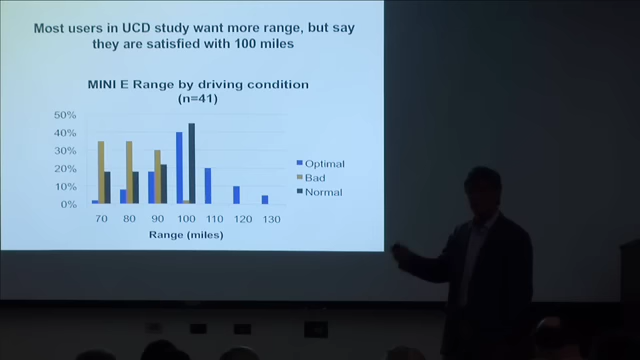 Most users in UCD study want more range, but say
they are satisfied with 100 miles
MINI E Range by driving condition
(n=41)
50%
40%
30%
20%
10%
0%
Optimal
Bad
Normal
70 80 90 100 110 120 130
Range (miles)